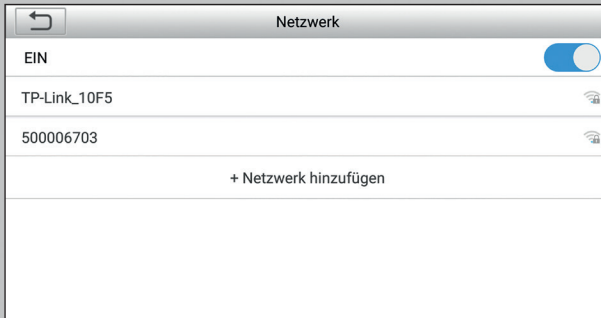 Netzwerk
EIN
TP-Link_10F5
500006703
+ Netzwerk hinzufügen